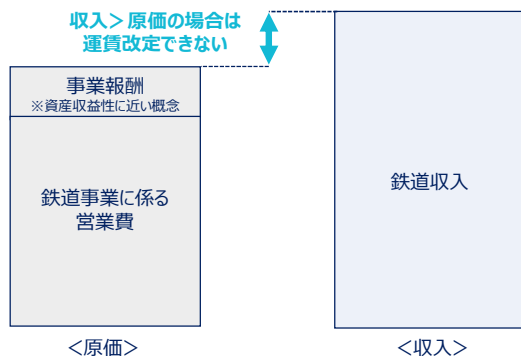 収入＞原価の場合は
運賃改定できない
事業報酬
※資産収益性に近い概念
鉄道事業に係る
営業費
鉄道収入
＜原価＞
＜収入＞